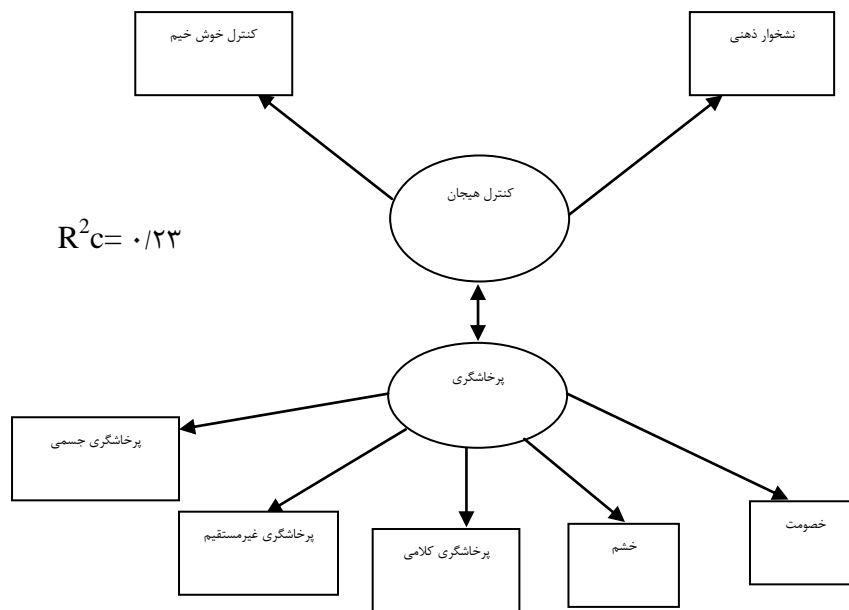 کنترل خوش خیم
نشخوار ذهنی
کنترل هیجان
R²c= ۰/۲۳
پرخاشگری
پرخاشگری جسمی
پرخاشگری غیرمستقیم
پرخاشگری کلامی
خشم
خصومت